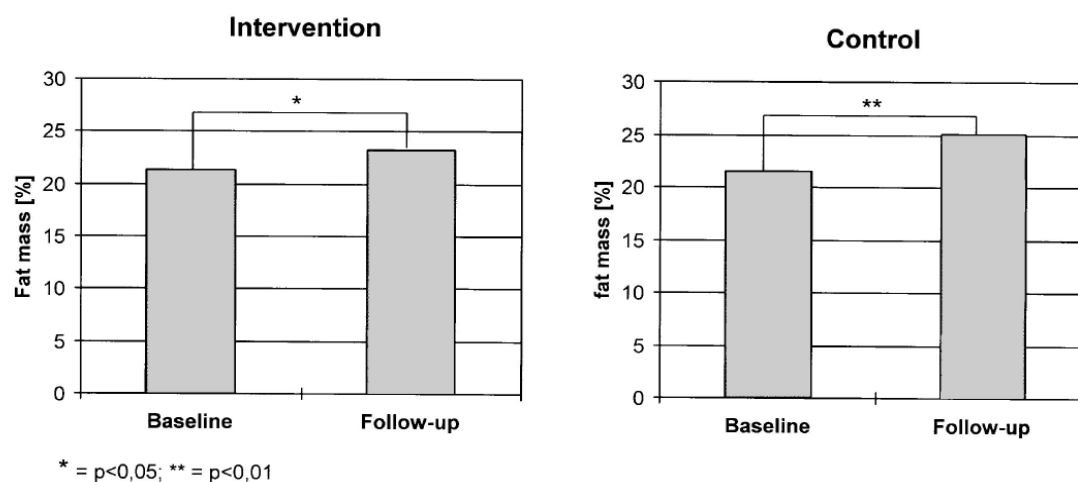 Intervention
Fat mass [%]
30
25
20
15
10
5
0
*
Baseline Follow-up
* = p<0,05; ** = p<0,01
Control
fat mass [%]
30
25
20
15
10
5
0
**
Baseline Follow-up